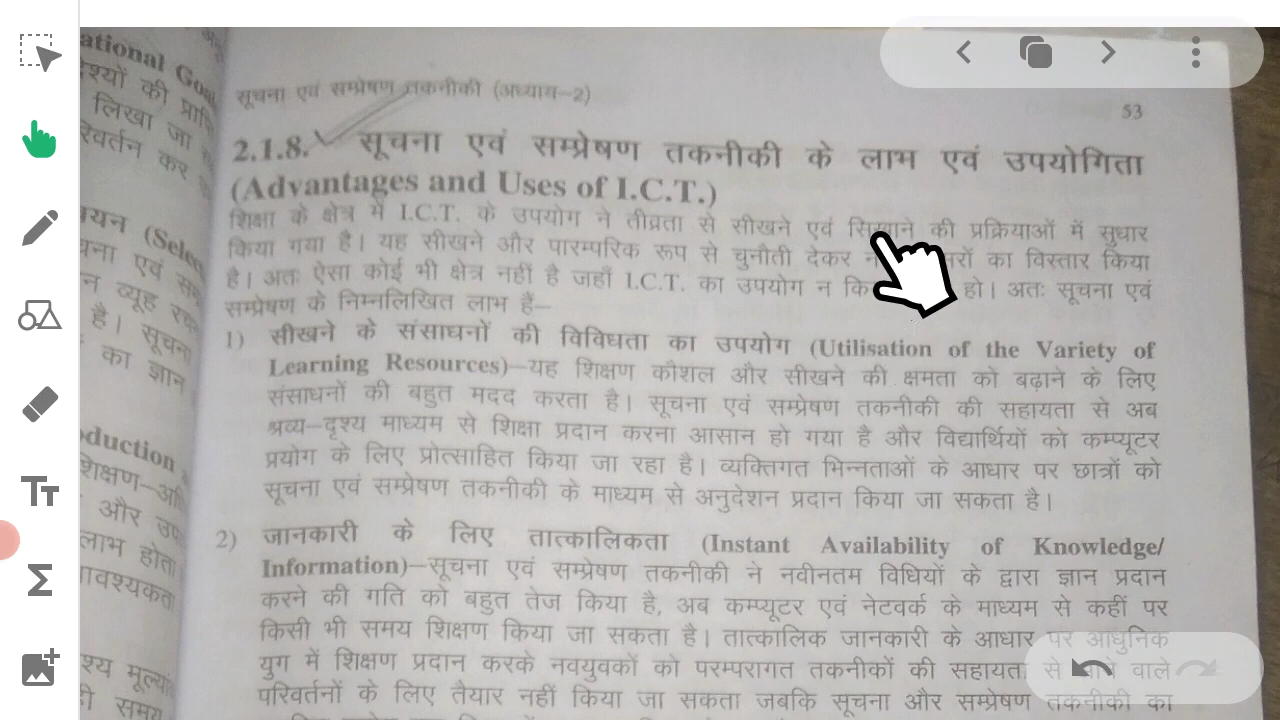 सूचना एवं सम्प्रेषण तकनीकी (अध्याय–2)
53
2.1.8. सूचना एवं सम्प्रेषण तकनीकी के लाभ एवं उपयोगिता
(Advantages and Uses of I.C.T.)
शिक्षा के क्षेत्र में I.C.T. के उपयोग ने तीव्रता से सीखने एवं सिखाने की प्रक्रियाओं में सुधार
किया गया है। यह सीखने और पारम्परिक रूप से चुनौती देकर का विस्तार किया
है। अतः ऐसा कोई भी क्षेत्र नहीं है जहाँ I.C.T. का उपयोग न हो। अतः सूचना एवं
सम्प्रेषण के निम्नलिखित लाभ हैं–
1) सीखने के संसाधनों की विविधता का उपयोग (Utilisation of the Variety of
Learning Resources)–यह शिक्षण कौशल और सीखने की क्षमता को बढ़ाने के लिए
संसाधनों की बहुत मदद करता है। सूचना एवं सम्प्रेषण तकनीकी की सहायता से अब
श्रव्य–दृश्य माध्यम से शिक्षा प्रदान करना आसान हो गया है और विद्यार्थियों को कम्प्यूटर
प्रयोग के लिए प्रोत्साहित किया जा रहा है। व्यक्तिगत भिन्नताओं के आधार पर छात्रों को
सूचना एवं सम्प्रेषण तकनीकी के माध्यम से अनुदेशन प्रदान किया जा सकता है।
2) जानकारी के लिए तात्कालिकता (Instant Availability of Knowledge/
Information)–सूचना एवं सम्प्रेषण तकनीकी ने नवीनतम विधियों के द्वारा ज्ञान प्रदान
करने की गति को बहुत तेज किया है, अब कम्प्यूटर एवं नेटवर्क के माध्यम से कहीं पर
किसी भी समय शिक्षण किया जा सकता है। तात्कालिक जानकारी के आधार पर आधुनिक
युग में शिक्षण प्रदान करके नवयुवकों को परम्परागत तकनीकों की सहायता से वाले
परिवर्तनों के लिए तैयार नहीं किया जा सकता जबकि सूचना और सम्प्रेषण तकनीकी का